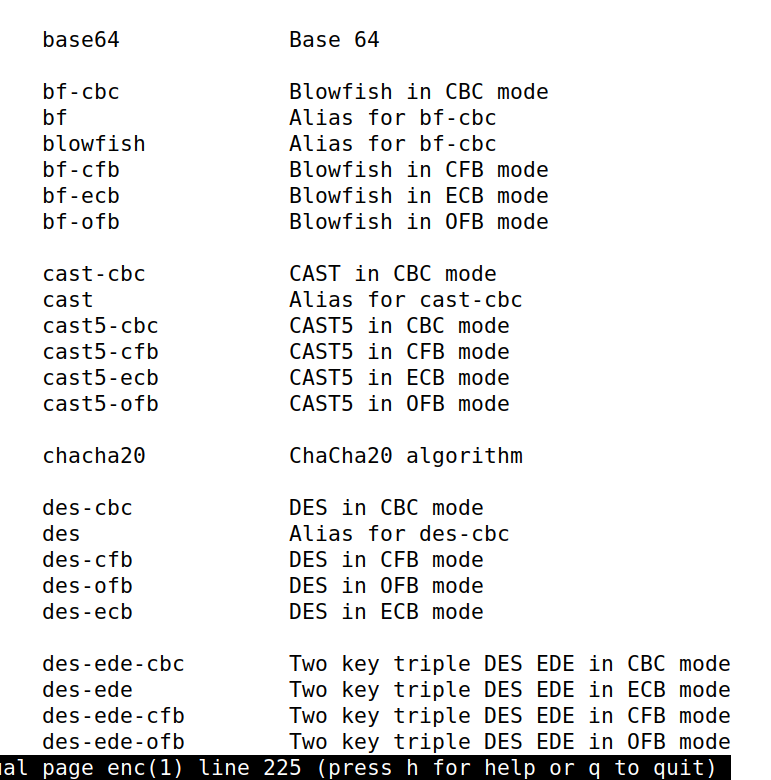 base64 Base 64
bf-cbc Blowfish in CBC mode
bf Alias for bf-cbc
blowfish Alias for bf-cbc
bf-cfb Blowfish in CFB mode
bf-ecb Blowfish in ECB mode
bf-ofb Blowfish in OFB mode
cast-cbc CAST in CBC mode
cast Alias for cast-cbc
cast5-cbc CAST5 in CBC mode
cast5-cfb CAST5 in CFB mode
cast5-ecb CAST5 in ECB mode
cast5-ofb CAST5 in OFB mode
chacha20 ChaCha20 algorithm
des-cbc DES in CBC mode
des Alias for des-cbc
des-cfb DES in CFB mode
des-ofb DES in OFB mode
des-ecb DES in ECB mode
des-ede-cbc Two key triple DES EDE in CBC mode
des-ede Two key triple DES EDE in ECB mode
des-ede-cfb Two key triple DES EDE in CFB mode
des-ede-ofb Two key triple DES EDE in OFB mode
ual page enc(1) line 225 (press h for help or q to quit)